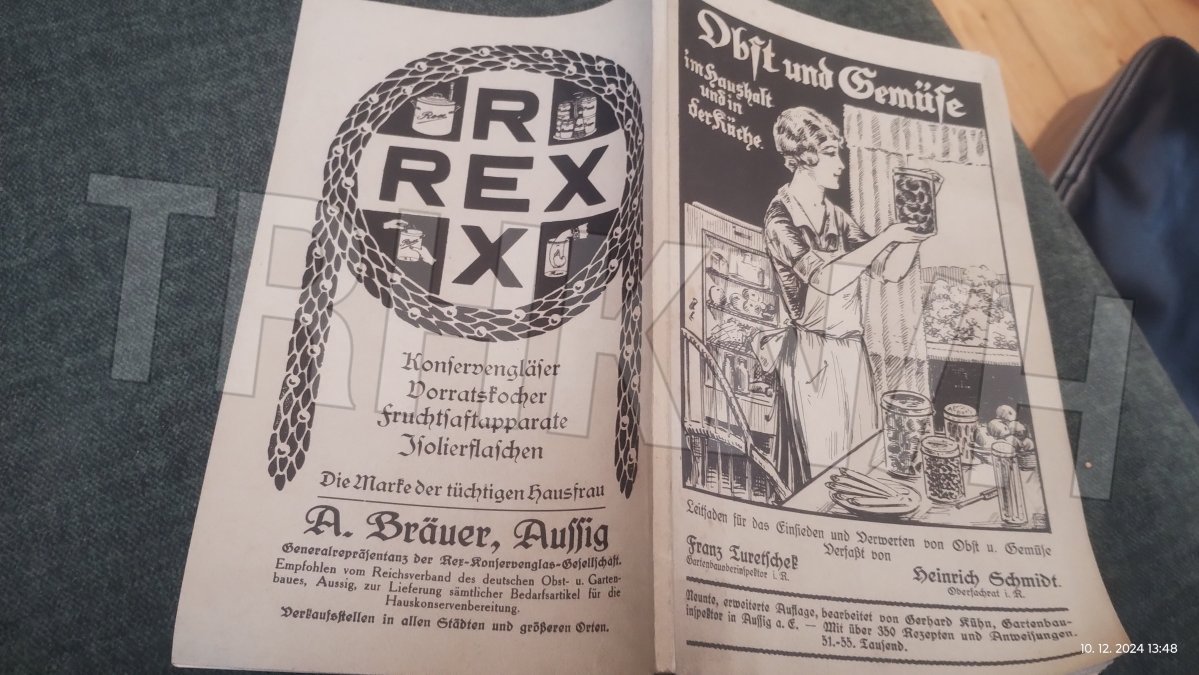 R
REX
X
Rex
Konservengläser
Vorratskocher
Fruchtsaftapparate
Isolierflaschen
Die Marke der tüchtigen Hausfrau
A. Bräuer, Aussig
Generalrepräsentanz der Rex-Konservenglas-Gesellschaft.
Empfohlen vom Reichsverband des deutschen Obst- u. Garten-
baues, Aussig, zur Lieferung sämtlicher Bedarfsartikel für die
Hauskonservenbereitung.
Verkaufsstellen in allen Städten und größeren Orten.
Obst und Gemüse
im Haushalt
und in
der Küche.
Leitfaden für das Einsieden und Verwerten von Obst u. Gemüse
Verfaßt von
Franz Turetschek
Gartenbauoberinspektor i. R.
Heinrich Schmidt.
Oberfachrat i. R.
Neunte, erweiterte Auflage, bearbeitet von Gerhard Kühn, Gartenbau-
inspektor in Aussig a. E. — Mit über 350 Rezepten und Anweisungen.
51.-55. Tausend.
10. 12. 2024 13:48